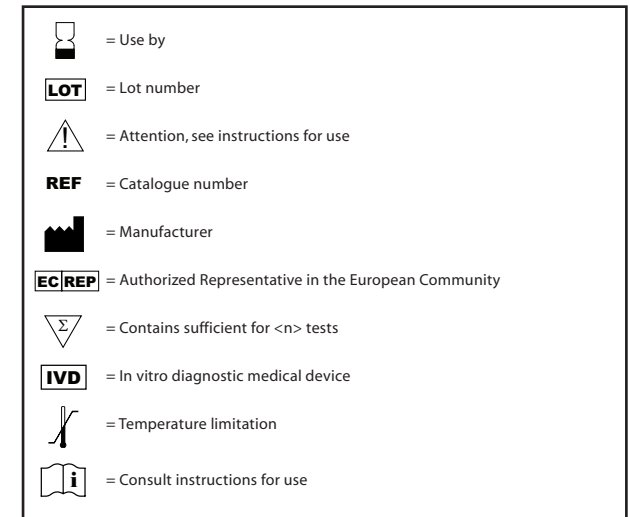 = Use by
LOT = Lot number
! = Attention, see instructions for use
REF = Catalogue number
= Manufacturer
EC REP = Authorized Representative in the European Community
Σ = Contains sufficient for <n> tests
IVD = In vitro diagnostic medical device
= Temperature limitation
i = Consult instructions for use